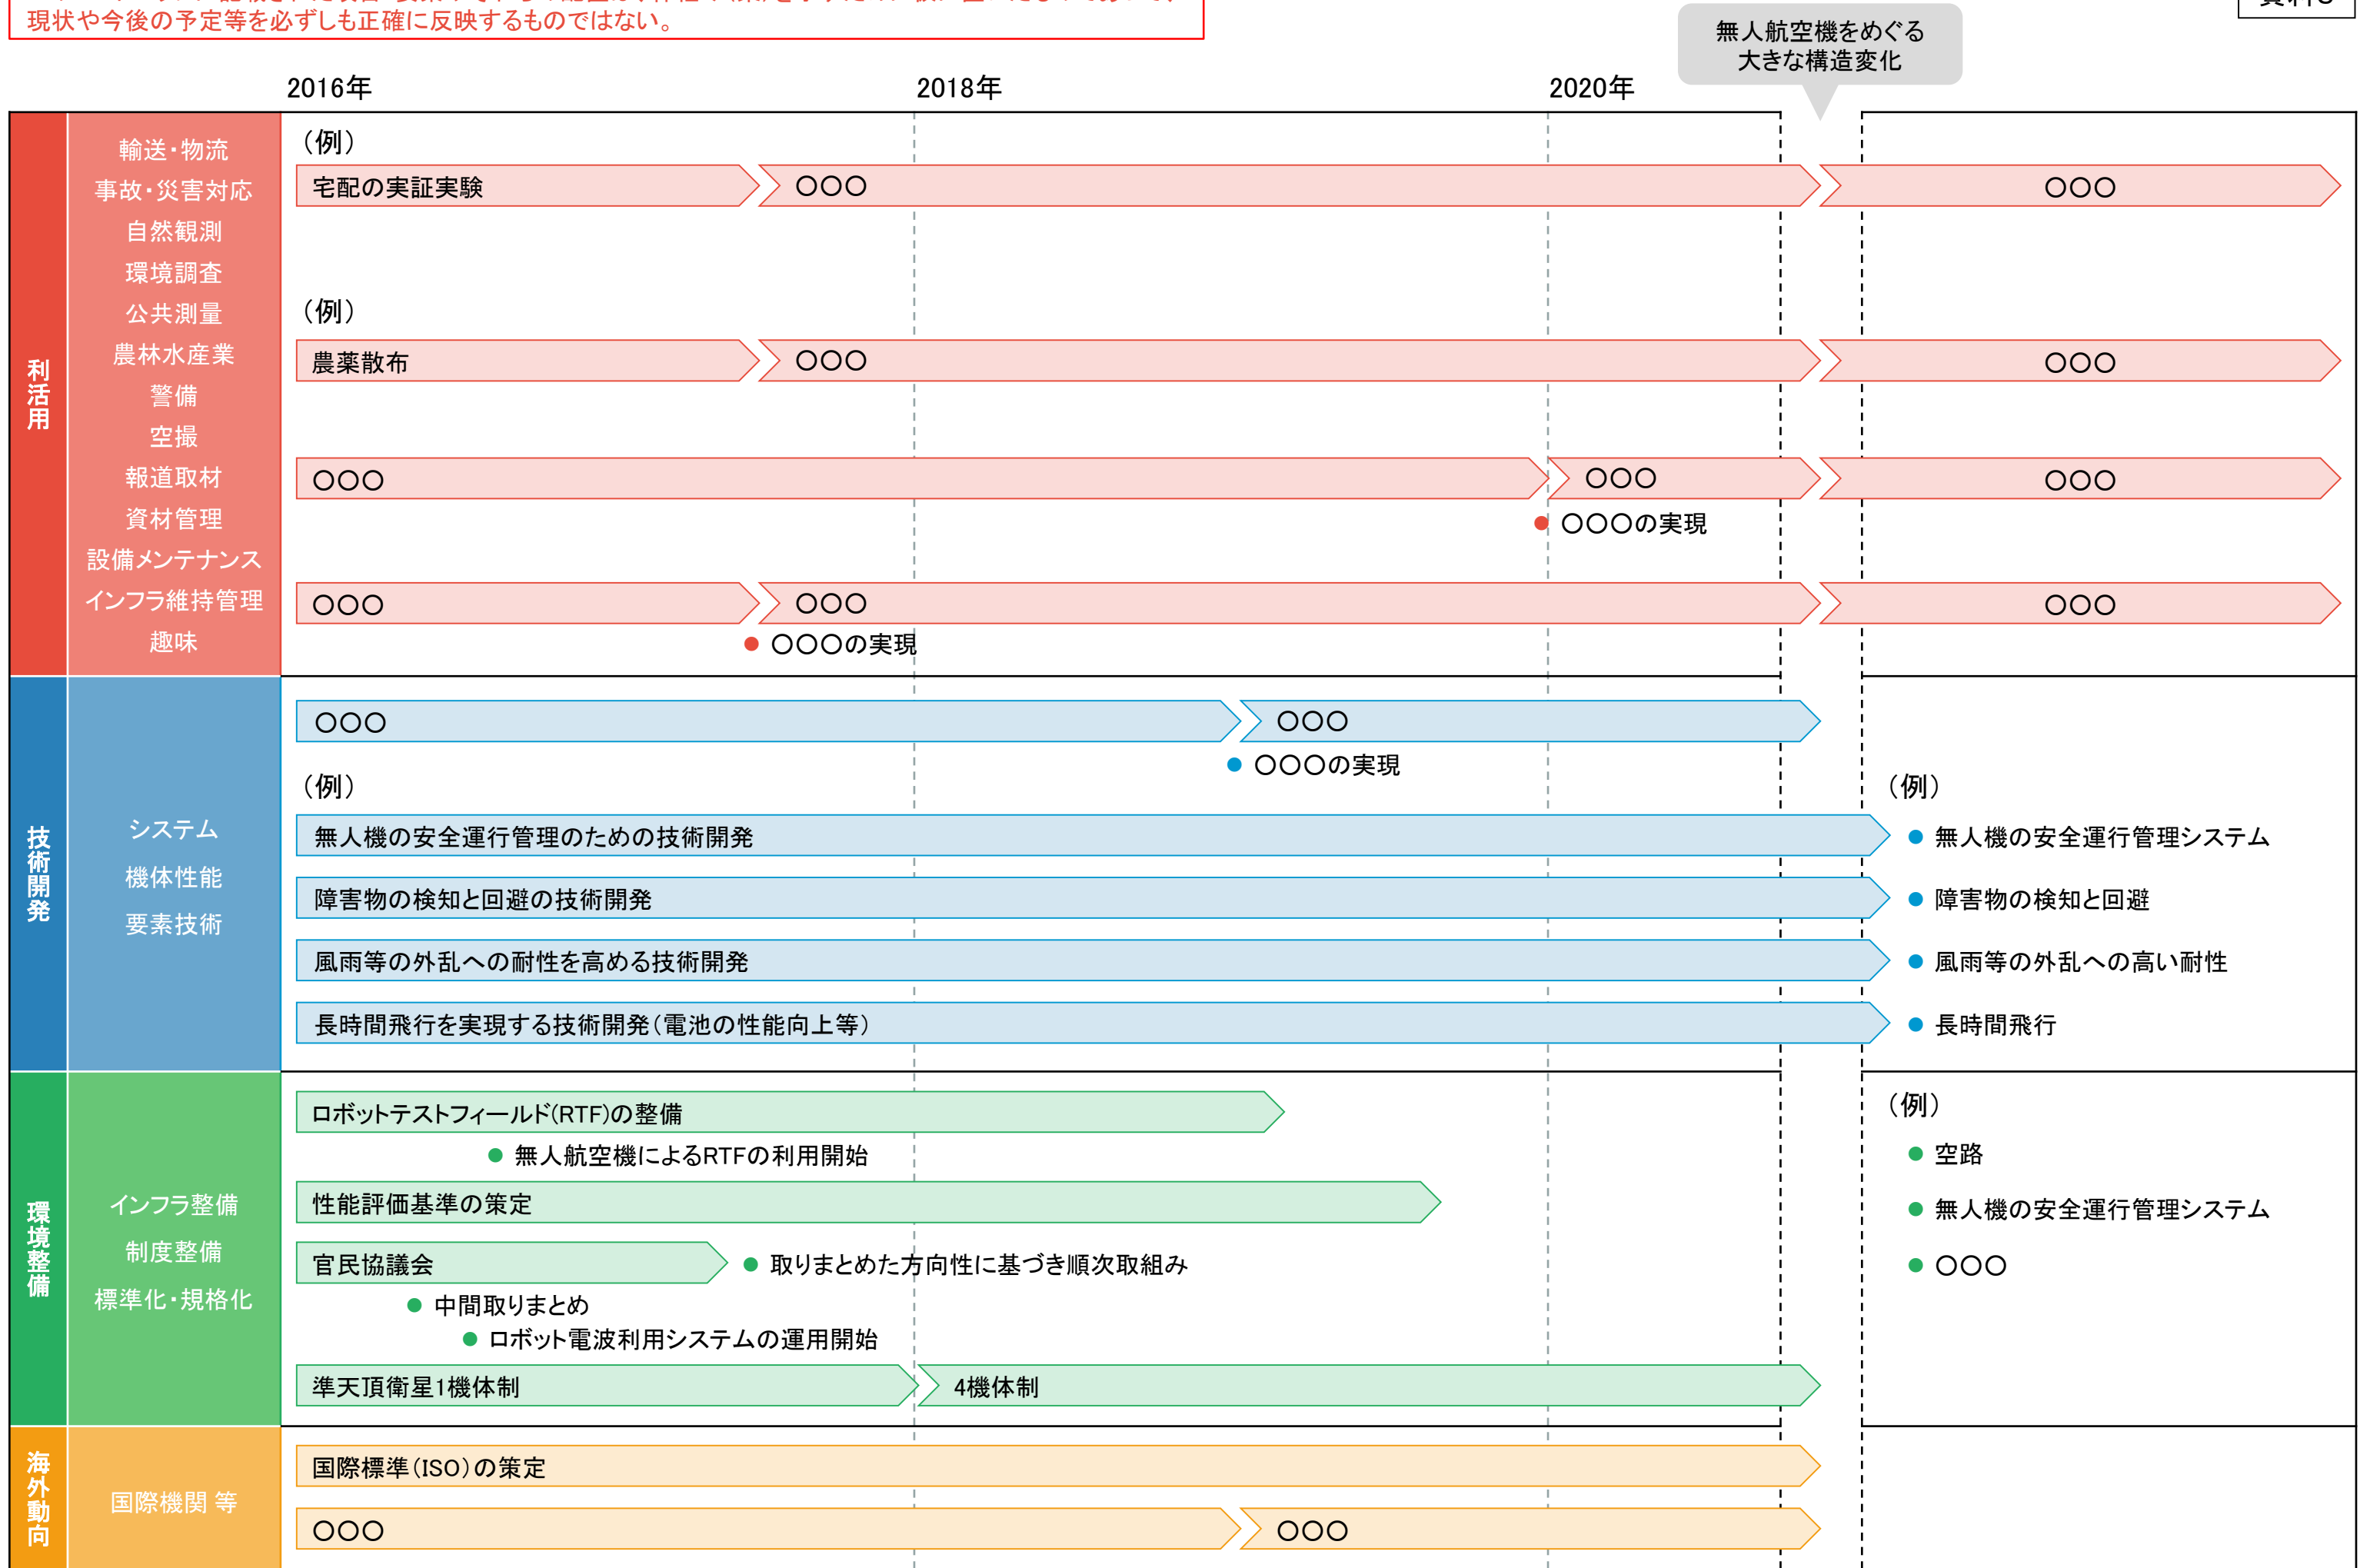 現状や今後の予定等を必ずしも正確に反映するものではない。
無人航空機をめぐる
大きな構造変化
2016年
2018年
2020年
利活用
輸送・物流
事故・災害対応
自然観測
環境調査
公共測量
農林水産業
警備
空撮
報道取材
資材管理
設備メンテナンス
インフラ維持管理
趣味
（例）
宅配の実証実験
○○○
○○○
（例）
農薬散布
○○○
○○○
○○○
○○○
○○○
○○○の実現
○○○
○○○
○○○
○○○の実現
技術開発
システム
機体性能
要素技術
○○○
○○○
○○○の実現
（例）
無人機の安全運行管理のための技術開発
障害物の検知と回避の技術開発
風雨等の外乱への耐性を高める技術開発
長時間飛行を実現する技術開発（電池の性能向上等）
（例）
無人機の安全運行管理システム
障害物の検知と回避
風雨等の外乱への高い耐性
長時間飛行
環境整備
インフラ整備
制度整備
標準化・規格化
ロボットテストフィールド(RTF)の整備
無人航空機によるRTFの利用開始
性能評価基準の策定
官民協議会
取りまとめた方向性に基づき順次取組み
中間取りまとめ
ロボット電波利用システムの運用開始
準天頂衛星1機体制
4機体制
（例）
空路
無人機の安全運行管理システム
○○○
海外動向
国際機関 等
国際標準（ISO）の策定
○○○
○○○